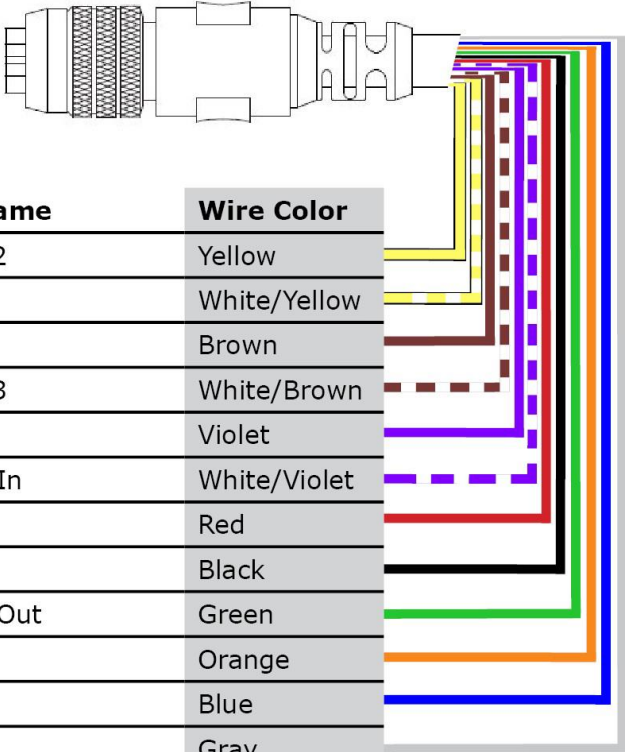 ame Wire Color
2 Yellow
White/Yellow
Brown
3 White/Brown
Violet
In White/Violet
Red
Black
Out Green
Orange
Blue
Gray